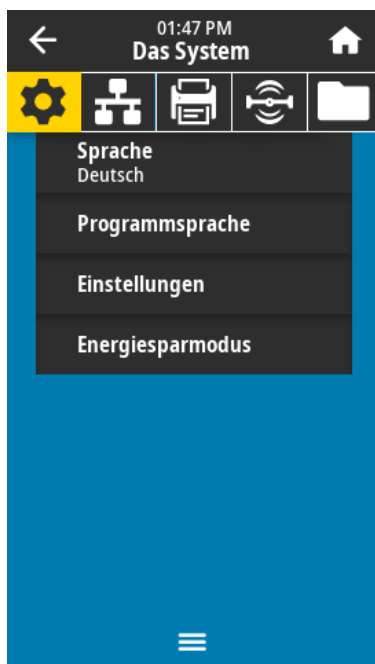 01:47 PM
Das System
Sprache
Deutsch
Programmsprache
Einstellungen
Energiesparmodus